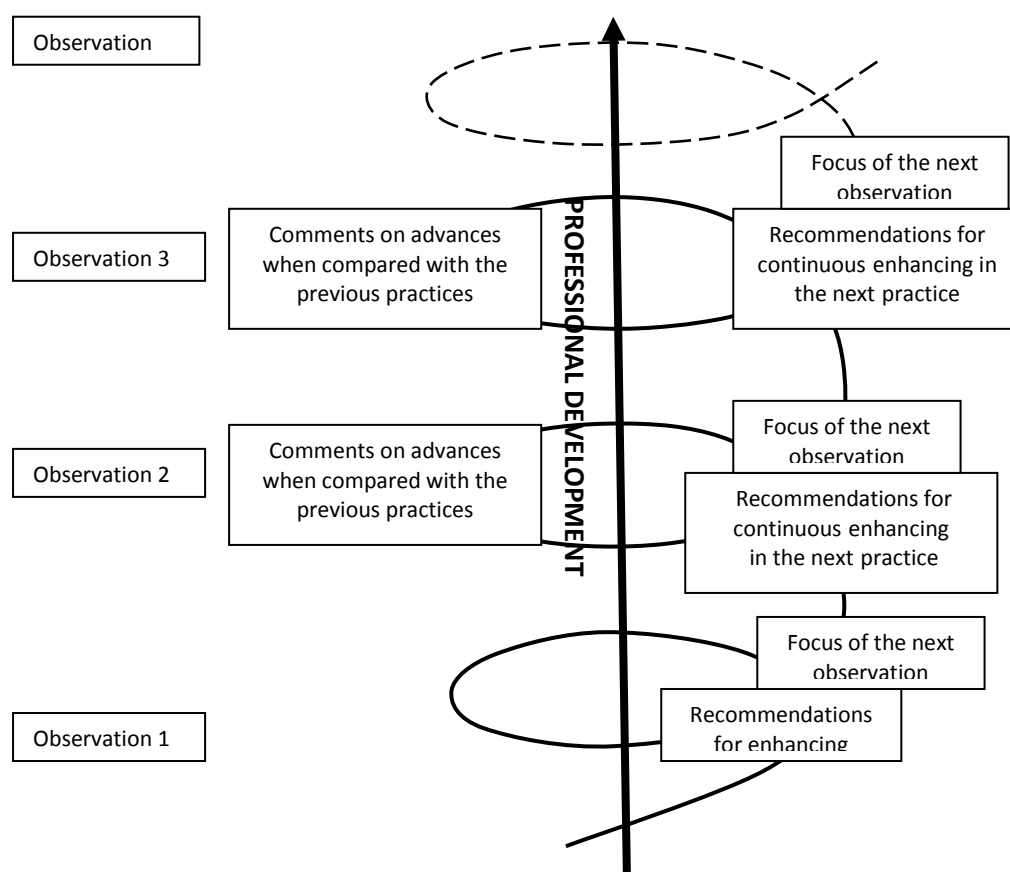 Observation
Focus of the next
observation
Observation 3
Comments on advances
when compared with the
previous practices
PROFESSIONAL DEVELOPMENT
Recommendations for
continuous enhancing in
the next practice
Observation 2
Comments on advances
when compared with the
previous practices
Focus of the next
observation
Recommendations for
continuous enhancing
in the next practice
Focus of the next
observation
Observation 1
Recommendations
for enhancing